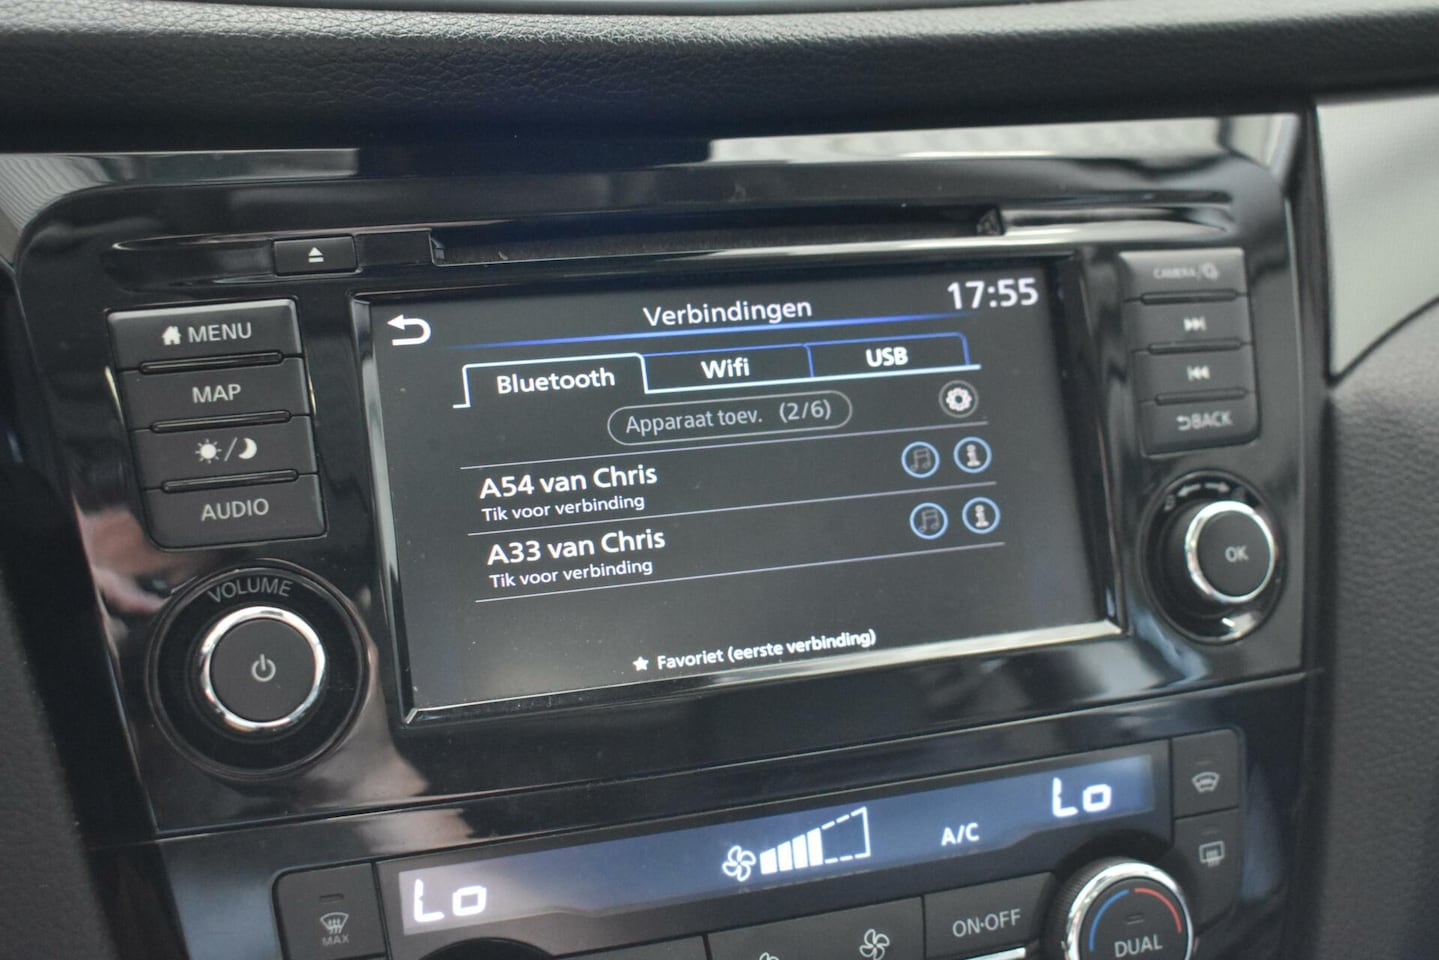 Verbindingen
17:55
Bluetooth
Wifi
USB
Apparaat toev. (2/6)
A54 van Chris
Tik voor verbinding
A33 van Chris
Tik voor verbinding
Favoriet (eerste verbinding)
MENU
MAP
AUDIO
VOLUME
CAMERA/
BACK
OK
Lo
A/C
Lo
MAX
ON·OFF
DUAL